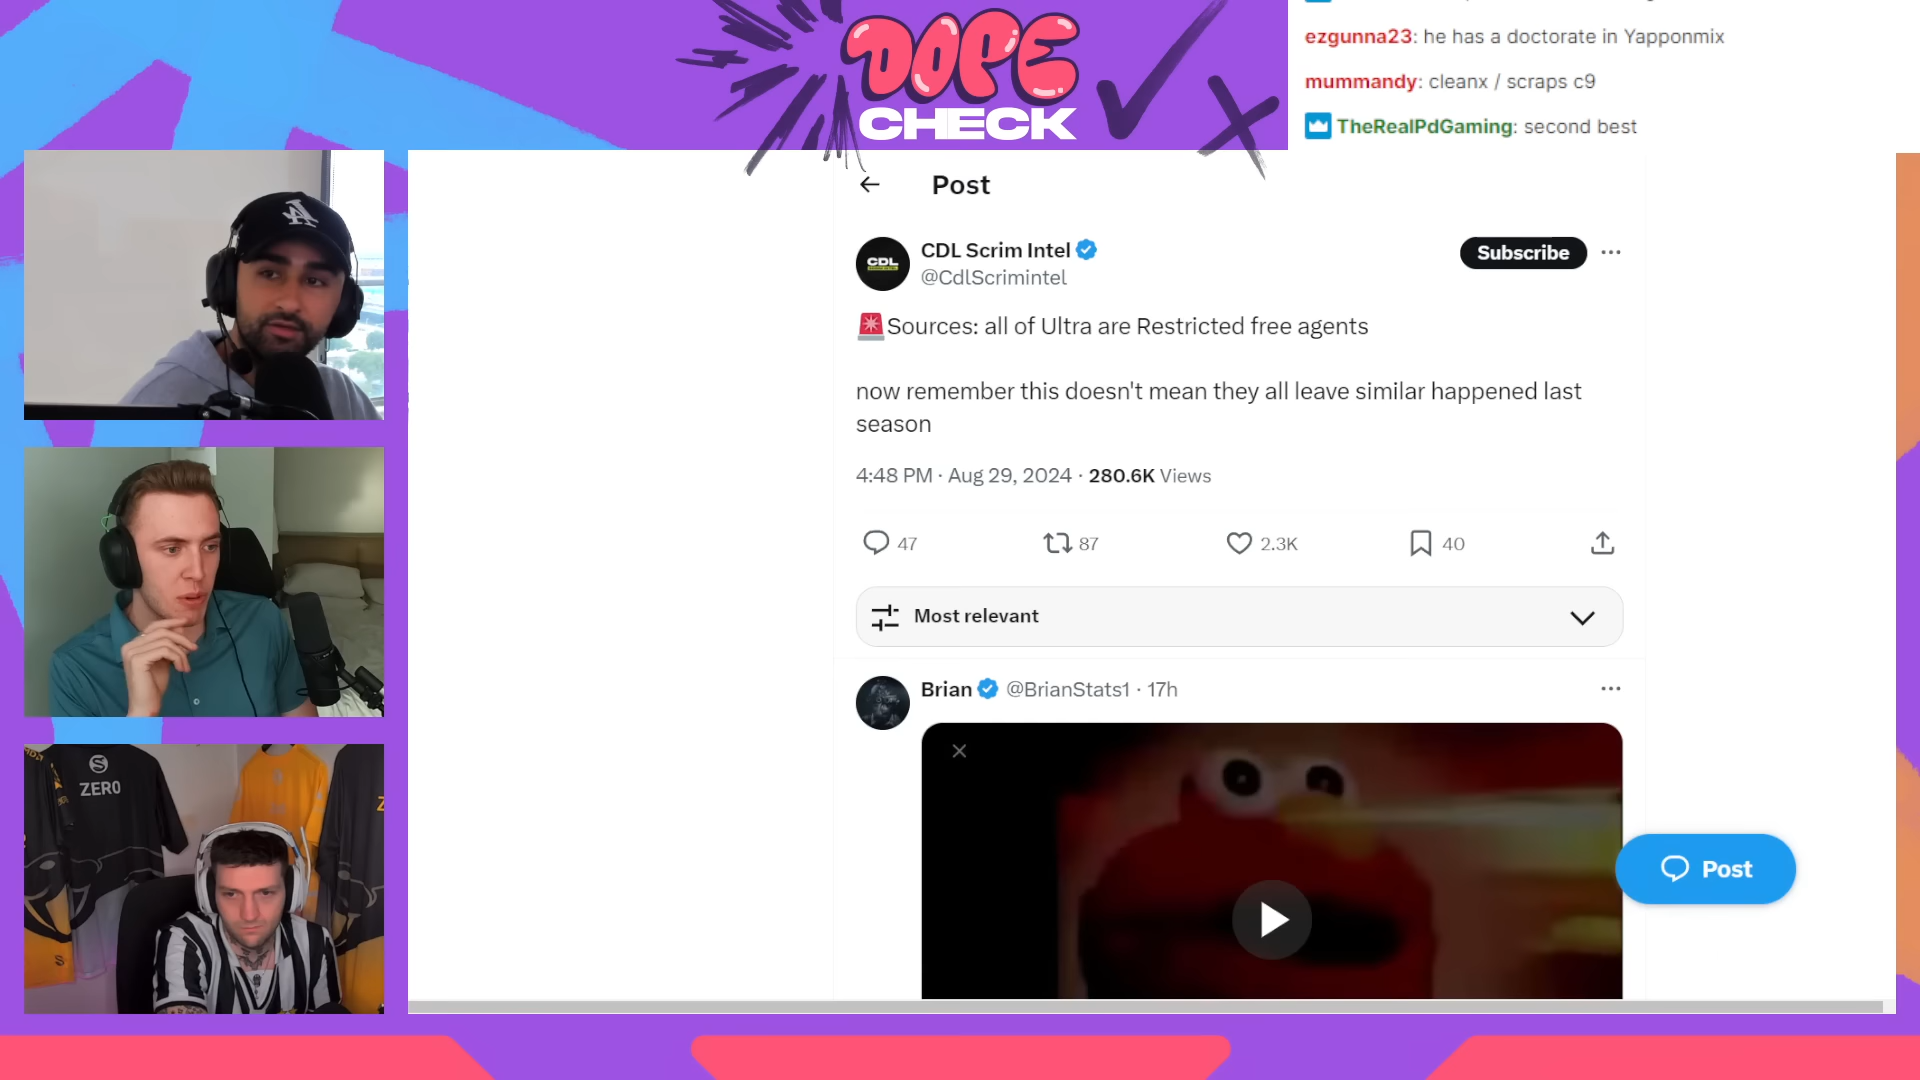 DOPE
CHECK
ezgunna23: he has a doctorate in Yapponmix
mummandy: cleanx / scraps c9
TheRealPdGaming: second best
Post
CDL
CDL Scrim Intel
@CdlScrimintel
Subscribe
Sources: all of Ultra are Restricted free agents
now remember this doesn't mean they all leave similar happened last
season
4:48 PM · Aug 29, 2024 · 280.6K Views
47
87
2.3K
40
Most relevant
Brian @BrianStats1 · 17h
Post
ZERO